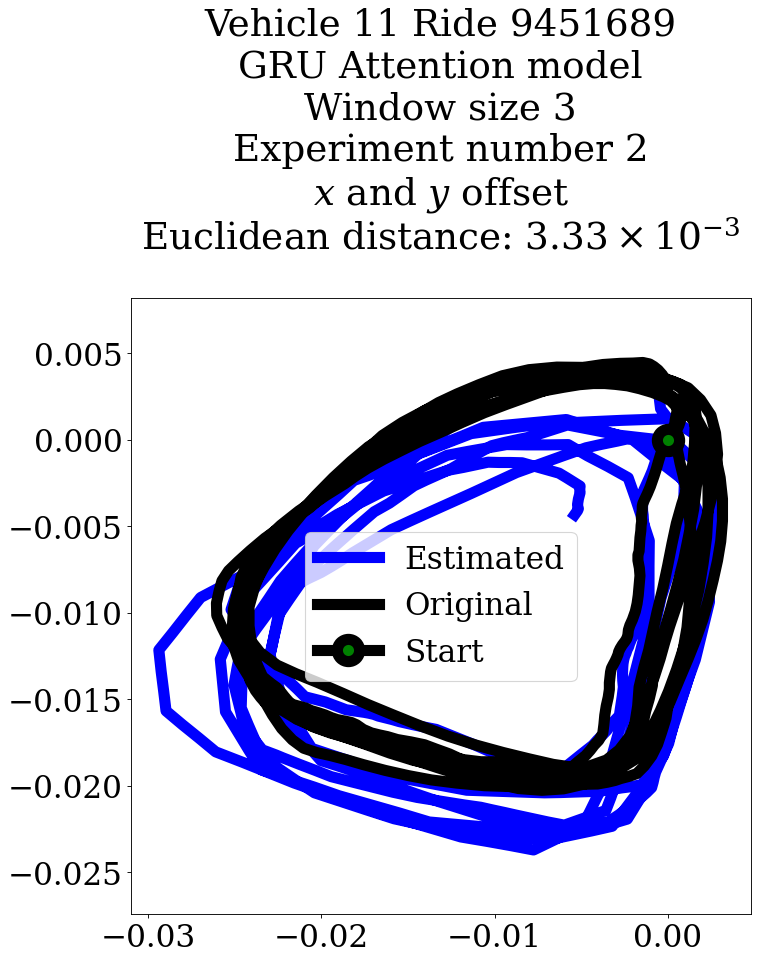 Vehicle 11 Ride 9451689
GRU Attention model
Window size 3
Experiment number 2
x and y offset
Euclidean distance: 3.33 × 10⁻³
0.005
0.000
−0.005
−0.010
−0.015
−0.020
−0.025
Estimated
Original
Start
−0.03 −0.02 −0.01 0.00